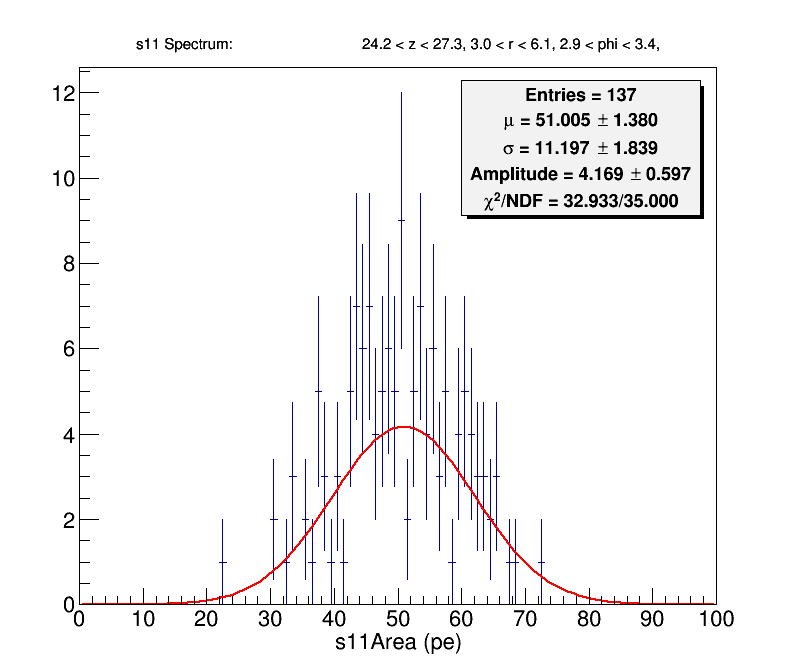 s11 Spectrum: 24.2 < z < 27.3, 3.0 < r < 6.1, 2.9 < phi < 3.4,
Entries = 137
μ = 51.005 ± 1.380
σ = 11.197 ± 1.839
Amplitude = 4.169 ± 0.597
χ²/NDF = 32.933/35.000
12
10
8
6
4
2
0
0 10 20 30 40 50 60 70 80 90 100
s11Area (pe)